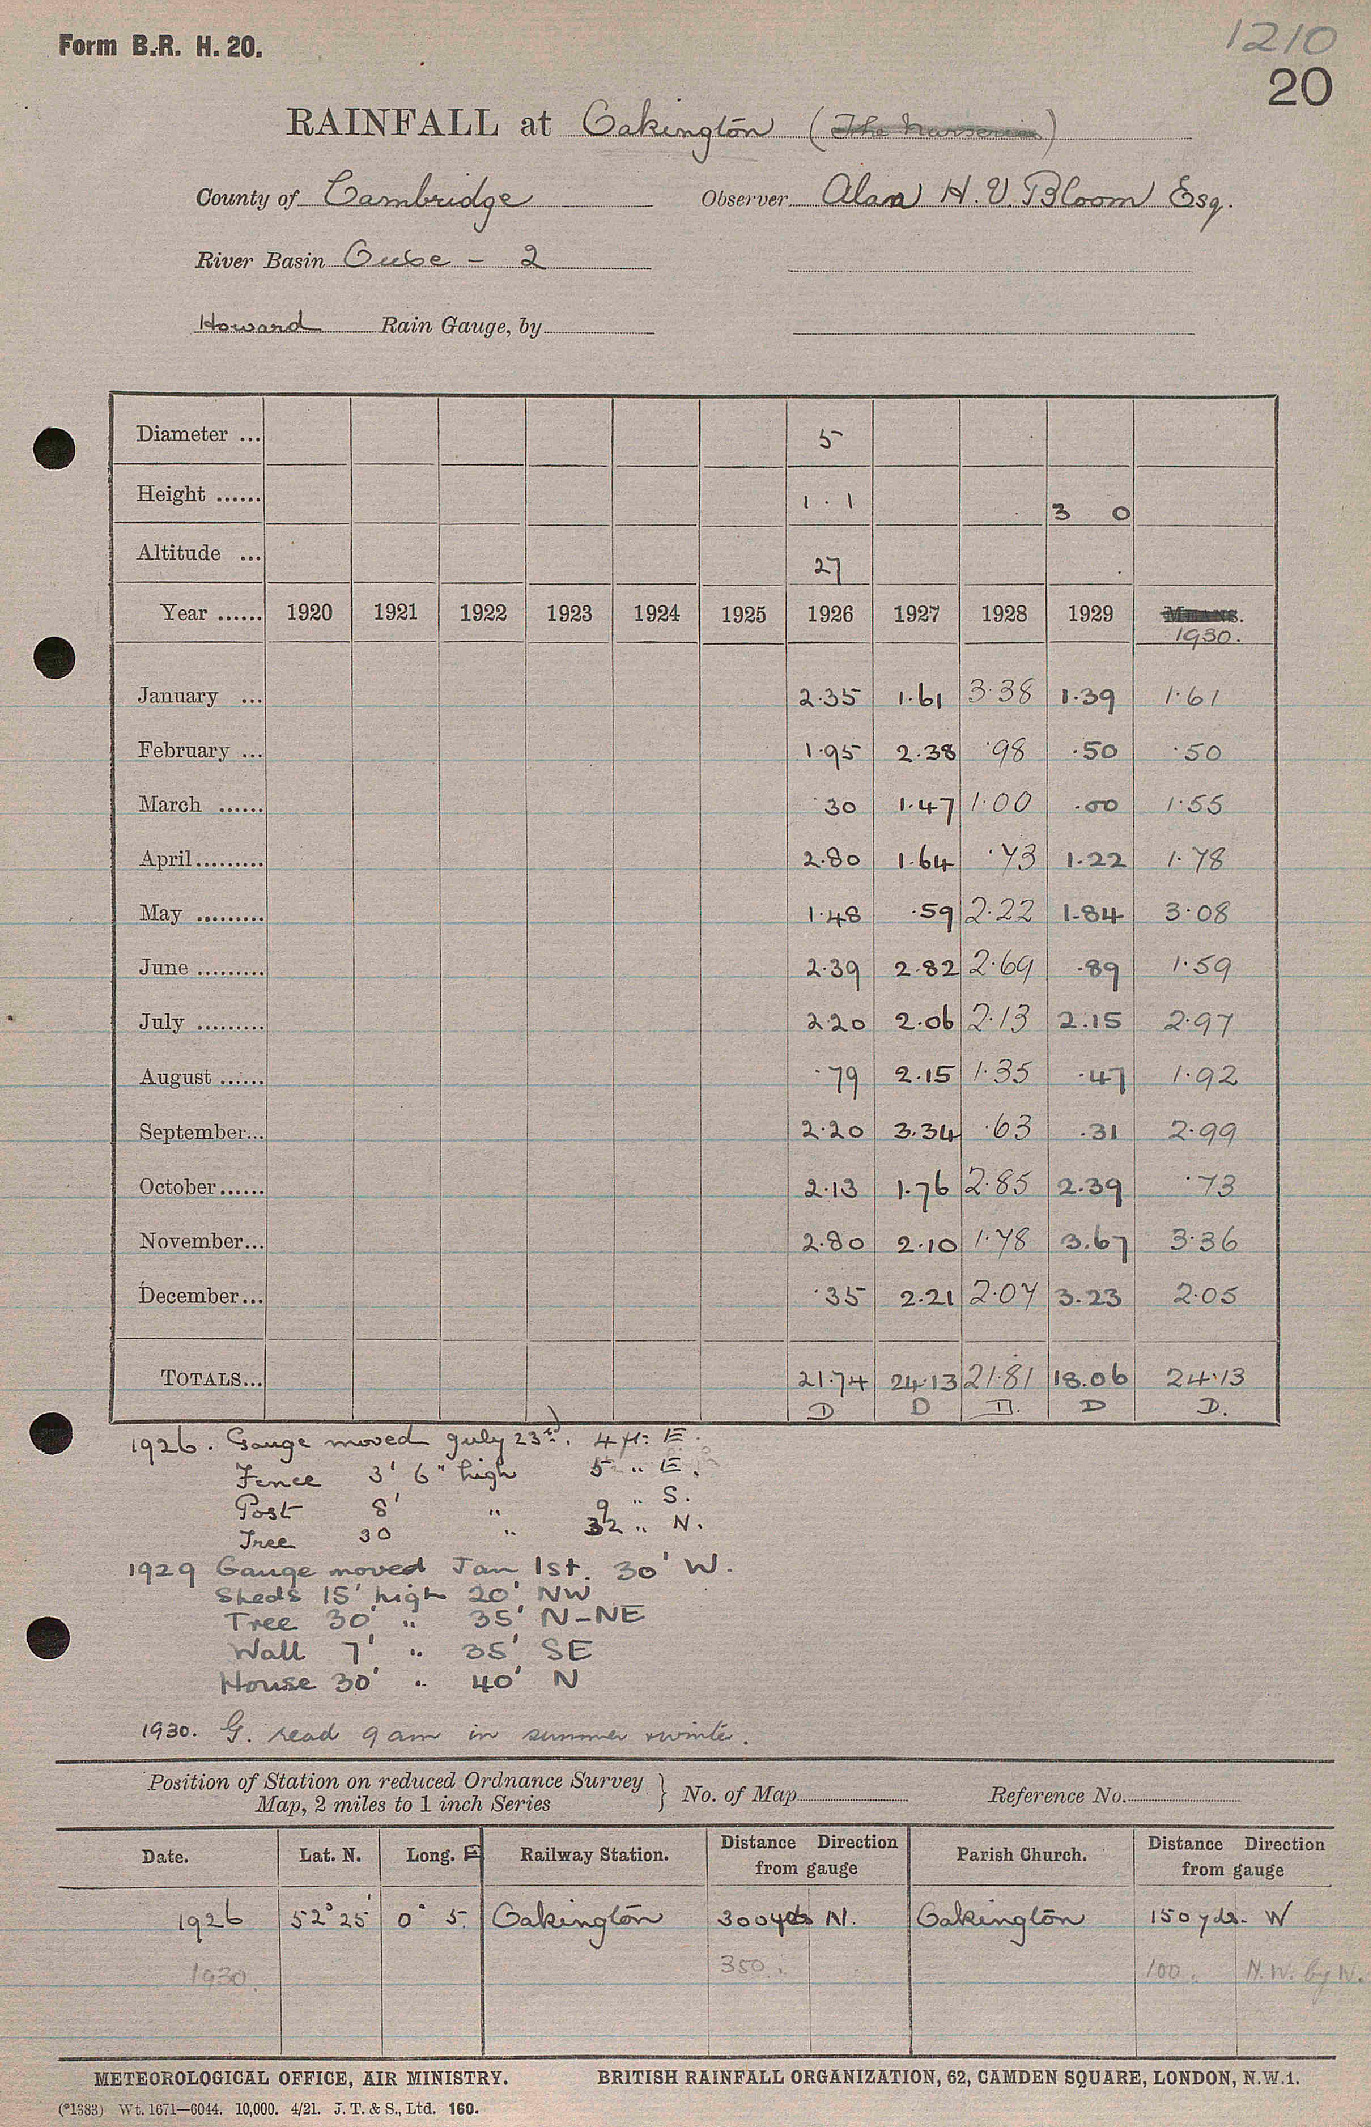 Form B.R. H. 20.
1210
20
RAINFALL at Oakington (The Nurseries)
County of Cambridge Observer Alan H. V. Bloom Esq.
River Basin Ouse - 2
Howard Rain Gauge, by
Diameter ... 5
Height ...... 1 · 1 3 0
Altitude ... 27
Year ...... 1920 1921 1922 1923 1924 1925 1926 1927 1928 1929 Means.
1930.
January ... 2·35 1·61 3·38 1·39 1·61
February ... 1·95 2·38 ·98 ·50 ·50
March ...... ·30 1·47 1·00 ·00 1·55
April ......... 2·80 1·64 ·73 1·22 1·78
May ......... 1·48 ·59 2·22 1·84 3·08
June ......... 2·39 2·82 2·69 ·89 1·59
July ......... 2·20 2·06 2·13 2·15 2·97
August ...... ·79 2·15 1·35 ·47 1·92
September... 2·20 3·34 ·63 ·31 2·99
October ...... 2·13 1·76 2·85 2·39 ·73
November... 2·80 2·10 1·78 3·67 3·36
December... ·35 2·21 2·07 3·23 2·05
TOTALS... 21·74 24·13 21·81 18·06 24·13
D D D. D D.
1926. Gauge moved July 23rd. 4 ft. E.
Fence 3' 6" high 5 " E.
Post 8' " 9 " S.
Tree 30 " 32 " N.
1929 Gauge moved Jan 1st. 30' W.
Sheds 15' high 20' NW
Tree 30' " 35' N-NE
Wall 7' " 35' SE
House 30' " 40' N
1930. G. read 9 am in summer & winter.
Position of Station on reduced Ordnance Survey
Map, 2 miles to 1 inch Series } No. of Map Reference No.
Date. Lat. N. Long. E Railway Station. Distance Direction from gauge Parish Church. Distance Direction from gauge
1926 52° 25' 0° 5. Oakington 300 yds N. Oakington 150 yds. W
1930. 350 " 100 " N.W. by N.
METEOROLOGICAL OFFICE, AIR MINISTRY. BRITISH RAINFALL ORGANIZATION, 62, CAMDEN SQUARE, LONDON, N.W.1.
(*1383) Wt. 1671—6044. 10,000. 4/21. J. T. & S., Ltd. 160.